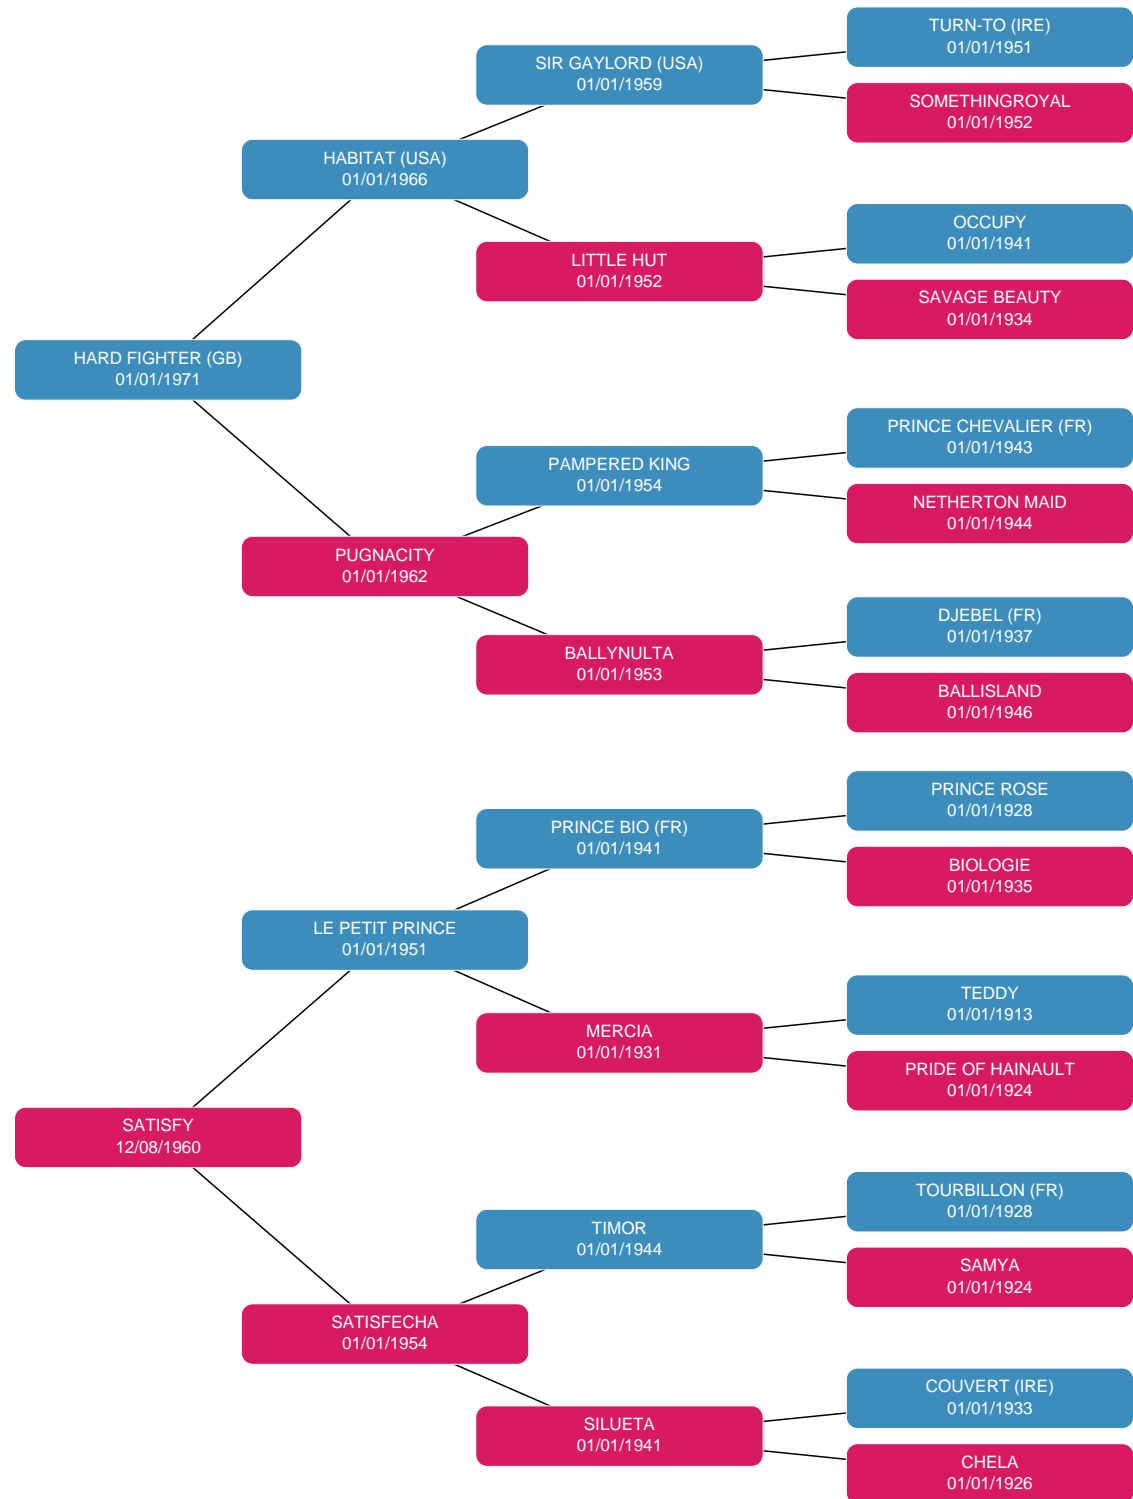 TURN-TO (IRE)
01/01/1951
SIR GAYLORD (USA)
01/01/1959
SOMETHINGROYAL
01/01/1952
HABITAT (USA)
01/01/1966
OCCUPY
01/01/1941
LITTLE HUT
01/01/1952
SAVAGE BEAUTY
01/01/1934
HARD FIGHTER (GB)
01/01/1971
PRINCE CHEVALIER (FR)
01/01/1943
PAMPERED KING
01/01/1954
NETHERTON MAID
01/01/1944
PUGNACITY
01/01/1962
DJEBEL (FR)
01/01/1937
BALLYNULTA
01/01/1953
BALLISLAND
01/01/1946
PRINCE ROSE
01/01/1928
PRINCE BIO (FR)
01/01/1941
BIOLOGIE
01/01/1935
LE PETIT PRINCE
01/01/1951
TEDDY
01/01/1913
MERCIA
01/01/1931
PRIDE OF HAINAULT
01/01/1924
SATISFY
12/08/1960
TOURBILLON (FR)
01/01/1928
TIMOR
01/01/1944
SAMYA
01/01/1924
SATISFECHA
01/01/1954
COUVERT (IRE)
01/01/1933
SILUETA
01/01/1941
CHELA
01/01/1926